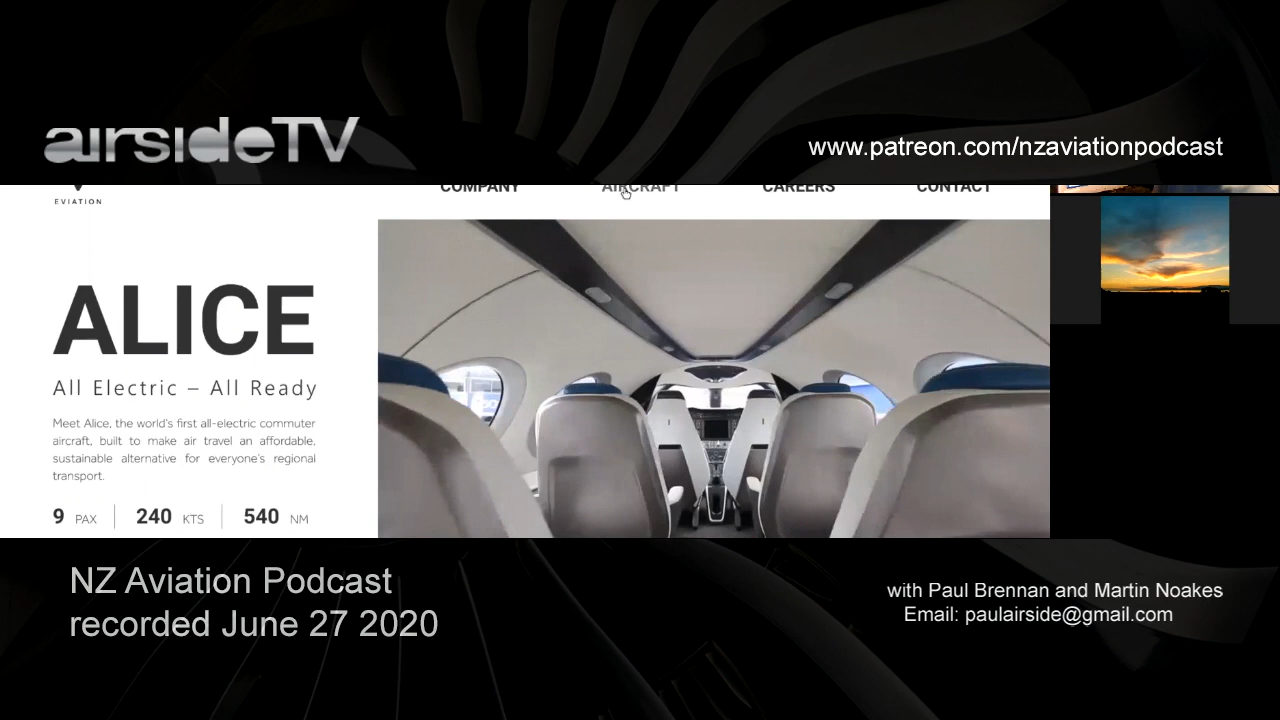 airsideTV
www.patreon.com/nzaviationpodcast
EVIATION
COMPANY AIRCRAFT CAREERS CONTACT
ALICE
All Electric – All Ready
Meet Alice, the world's first all-electric commuter
aircraft, built to make air travel an affordable,
sustainable alternative for everyone's regional
transport.
9 PAX 240 KTS 540 NM
NZ Aviation Podcast
recorded June 27 2020
with Paul Brennan and Martin Noakes
Email: paulairside@gmail.com